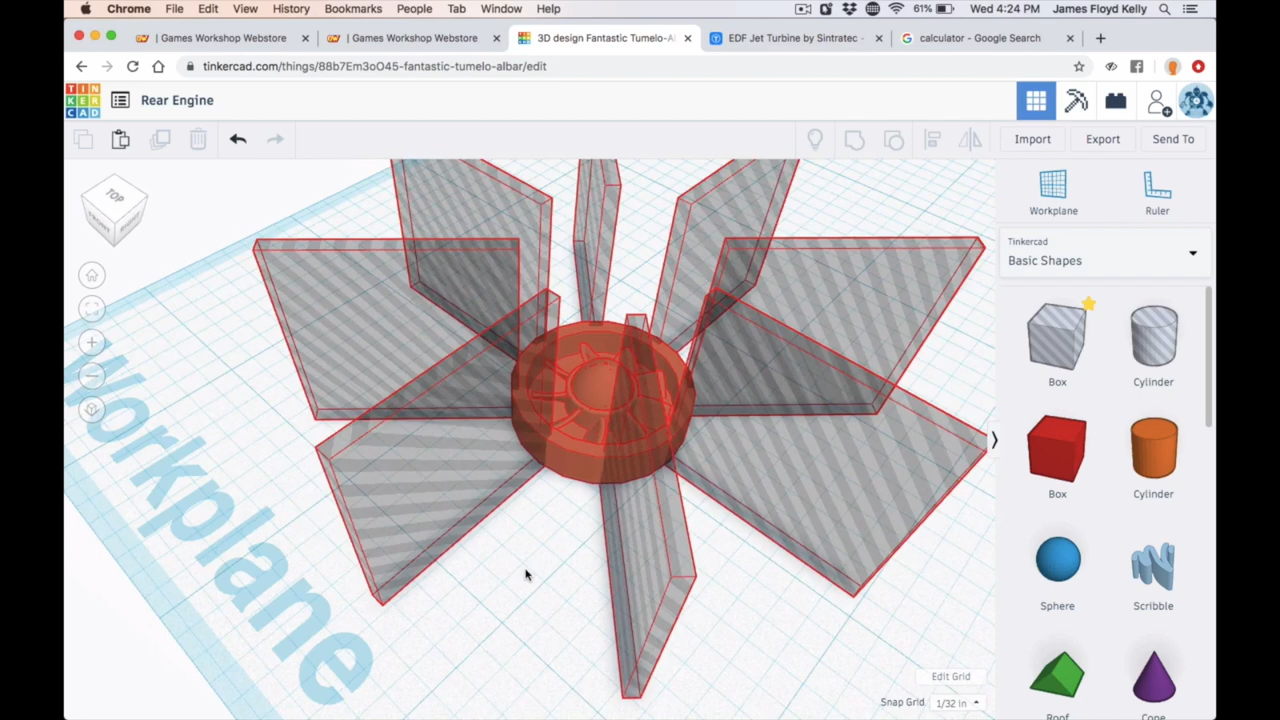 Chrome File Edit View History Bookmarks People Tab Window Help 61% Wed 4:24 PM James Floyd Kelly
| Games Workshop Webstore × | Games Workshop Webstore × 3D design Fantastic Tumelo-Al × EDF Jet Turbine by Sintratec - × calculator - Google Search × +
tinkercad.com/things/88b7Em3oO45-fantastic-tumelo-albar/edit
TIN
KER
CAD
Rear Engine
Import Export Send To
TOP
FRONT RIGHT
Workplane Ruler
Tinkercad
Basic Shapes
Box Cylinder
Box Cylinder
Sphere Scribble
Roof Cone
Workplane
Edit Grid
Snap Grid 1/32 in